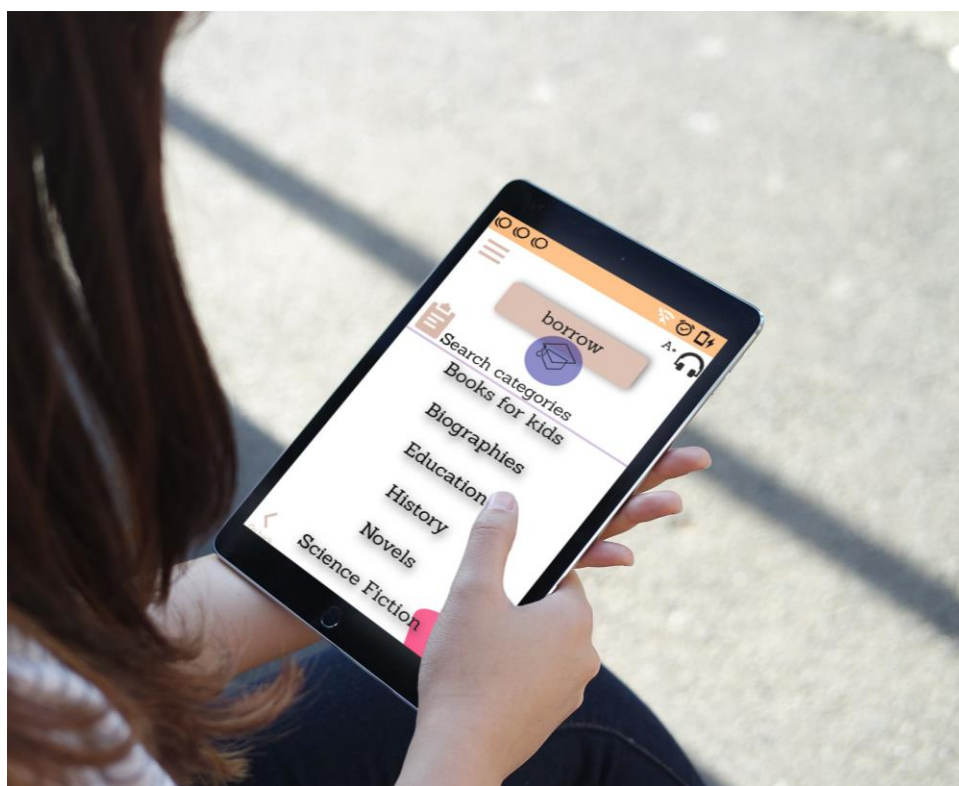 borrow
A+
Search categories
Books for kids
Biographies
Education
History
Novels
Science Fiction